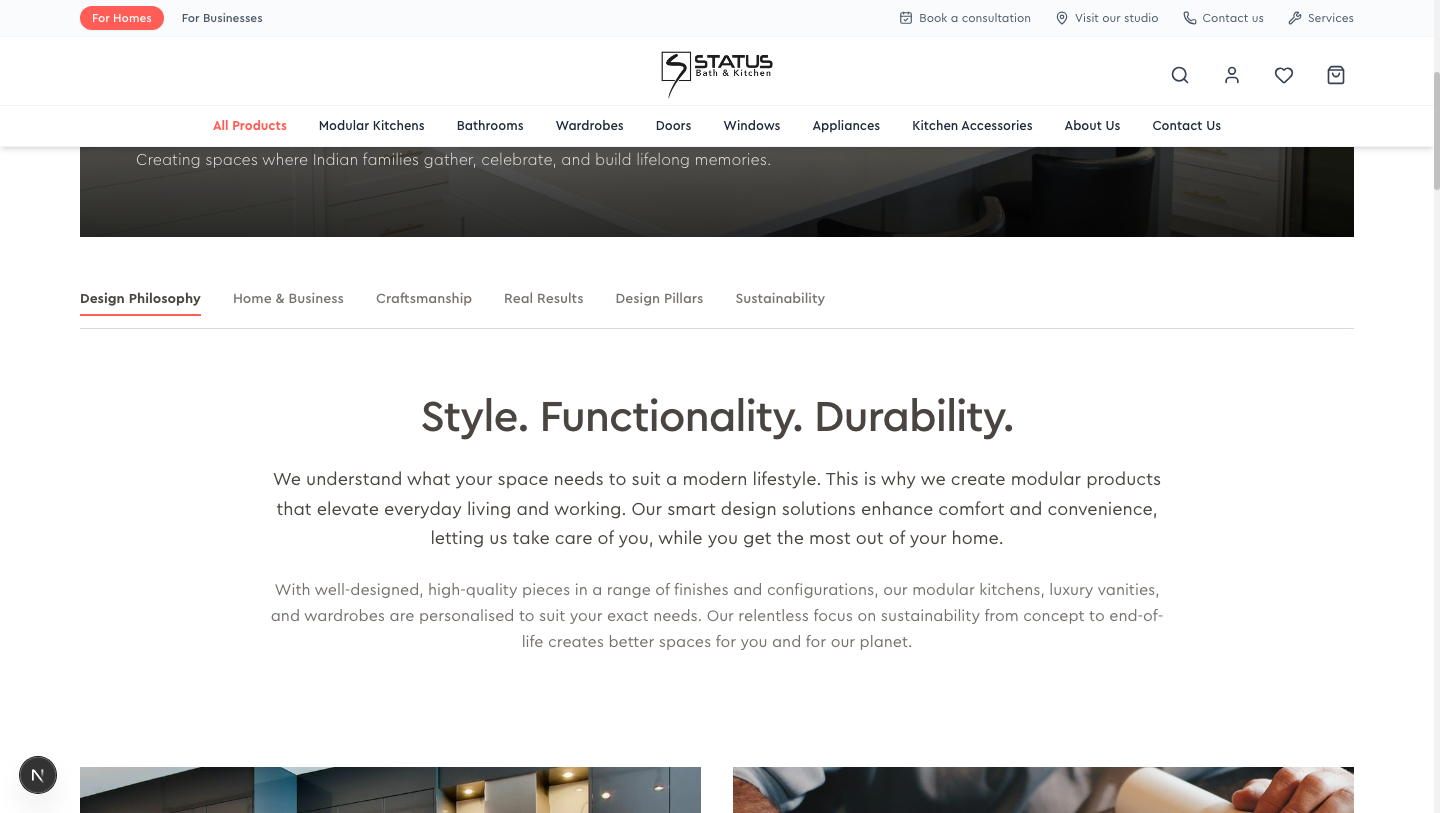 For Homes
For Businesses
Book a consultation
Visit our studio
Contact us
Services
STATUS
Bath & Kitchen
All Products
Modular Kitchens
Bathrooms
Wardrobes
Doors
Windows
Appliances
Kitchen Accessories
About Us
Contact Us
Creating spaces where Indian families gather, celebrate, and build lifelong memories.
Design Philosophy
Home & Business
Craftsmanship
Real Results
Design Pillars
Sustainability
Style. Functionality. Durability.
We understand what your space needs to suit a modern lifestyle. This is why we create modular products
that elevate everyday living and working. Our smart design solutions enhance comfort and convenience,
letting us take care of you, while you get the most out of your home.
With well-designed, high-quality pieces in a range of finishes and configurations, our modular kitchens, luxury vanities,
and wardrobes are personalised to suit your exact needs. Our relentless focus on sustainability from concept to end-of-
life creates better spaces for you and for our planet.
N